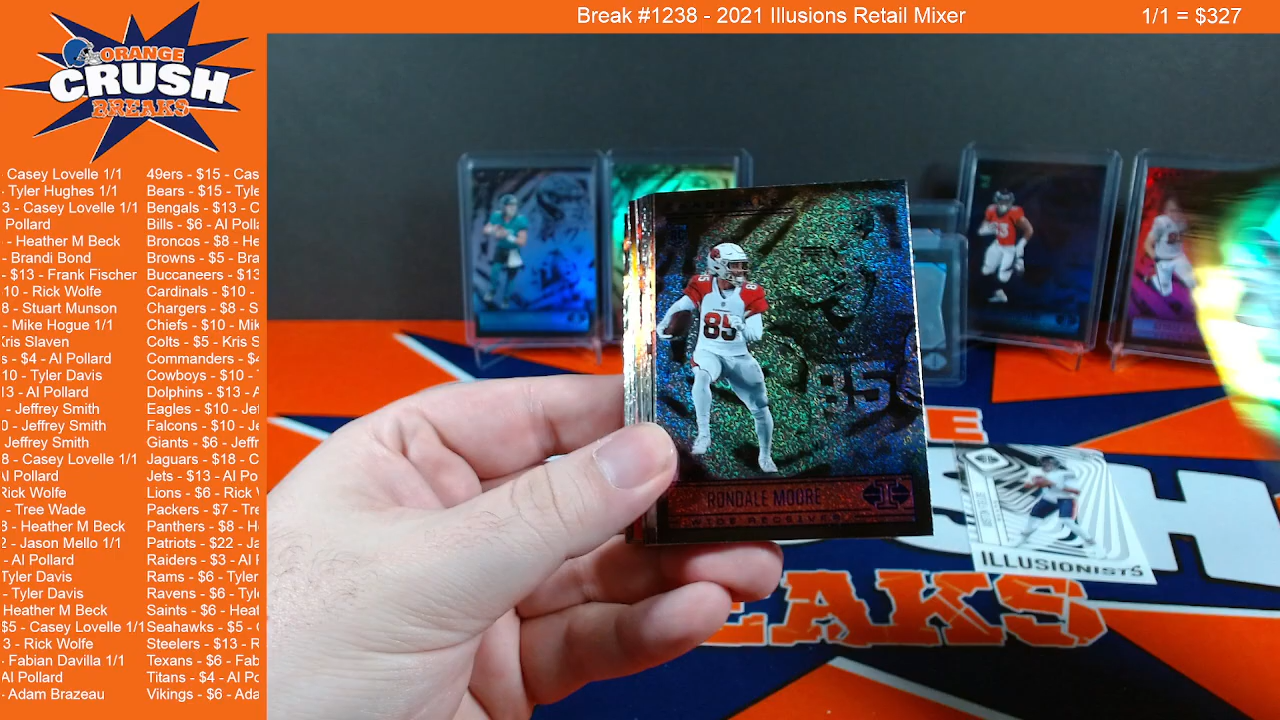 Break #1238 - 2021 Illusions Retail Mixer
1/1 = $327
ORANGE
CRUSH
BREAKS
Casey Lovelle 1/1
- Tyler Hughes 1/1
3 - Casey Lovelle 1/1
Pollard
- Heather M Beck
- Brandi Bond
- $13 - Frank Fischer
10 - Rick Wolfe
- Stuart Munson
- Mike Hogue 1/1
Kris Slaven
s - $4 - Al Pollard
10 - Tyler Davis
13 - Al Pollard
- Jeffrey Smith
0 - Jeffrey Smith
Jeffrey Smith
8 - Casey Lovelle 1/1
Al Pollard
Rick Wolfe
- Tree Wade
3 - Heather M Beck
2 - Jason Mello 1/1
- Al Pollard
Tyler Davis
- Tyler Davis
Heather M Beck
$5 - Casey Lovelle 1/1
3 - Rick Wolfe
- Fabian Davilla 1/1
Al Pollard
- Adam Brazeau
49ers - $15 - Cas
Bears - $15 - Tyle
Bengals - $13 - C
Bills - $6 - Al Polla
Broncos - $8 - He
Browns - $5 - Bra
Buccaneers - $13
Cardinals - $10 -
Chargers - $8 - S
Chiefs - $10 - Mik
Colts - $5 - Kris S
Commanders - $4
Cowboys - $10 -
Dolphins - $13 - A
Eagles - $10 - Jef
Falcons - $10 - Je
Giants - $6 - Jeffr
Jaguars - $18 - C
Jets - $13 - Al Po
Lions - $6 - Rick
Packers - $7 - Tre
Panthers - $8 - H
Patriots - $22 - Ja
Raiders - $3 - Al
Rams - $6 - Tyler
Ravens - $6 - Tyl
Saints - $6 - Heat
Seahawks - $5 -
Steelers - $13 - R
Texans - $6 - Fab
Titans - $4 - Al Po
Vikings - $6 - Ada
85
85
RONDALE MOORE
WIDE RECEIVER
ILLUSIONISTS